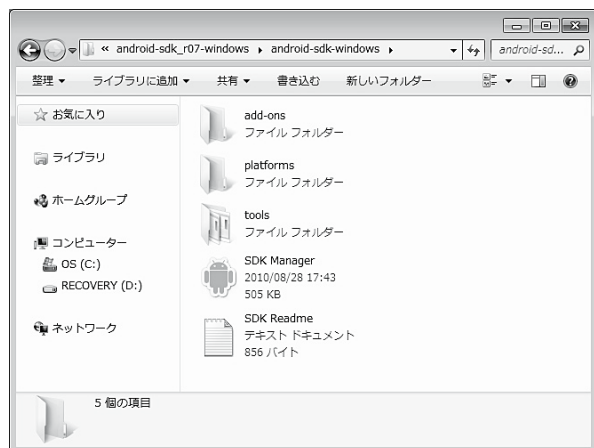 « android-sdk_r07-windows ▸ android-sdk-windows ▸
android-sd...
整理 ▼ ライブラリに追加 ▼ 共有 ▼ 書き込む 新しいフォルダー
お気に入り
ライブラリ
ホームグループ
コンピューター
OS (C:)
RECOVERY (D:)
ネットワーク
add-ons
ファイル フォルダー
platforms
ファイル フォルダー
tools
ファイル フォルダー
SDK Manager
2010/08/28 17:43
505 KB
SDK Readme
テキスト ドキュメント
856 バイト
5 個の項目